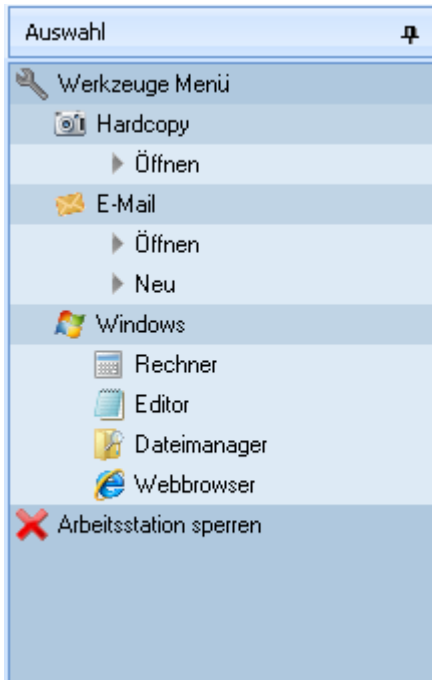 Auswahl
Werkzeuge Menü
Hardcopy
Öffnen
E-Mail
Öffnen
Neu
Windows
Rechner
Editor
Dateimanager
Webbrowser
Arbeitsstation sperren